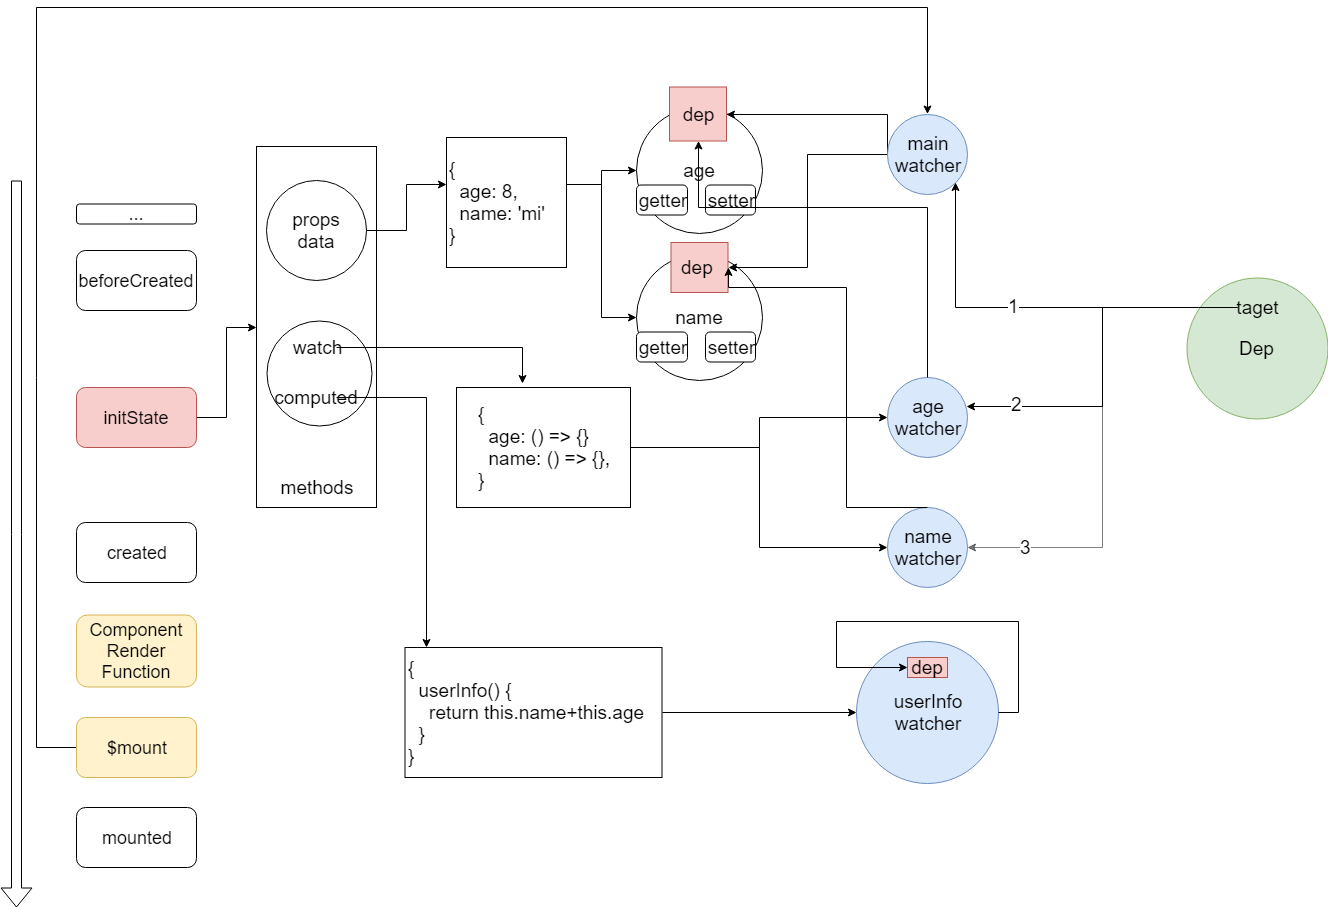 ...
beforeCreated
initState
created
Component
Render
Function
$mount
mounted
props
data
watch
computed
methods
{
age: 8,
name: 'mi'
}
dep
age
getter
setter
dep
name
getter
setter
{
age: () => {}
name: () => {},
}
{
userInfo() {
return this.name+this.age
}
}
main
watcher
age
watcher
name
watcher
dep
userInfo
watcher
1
2
3
taget
Dep